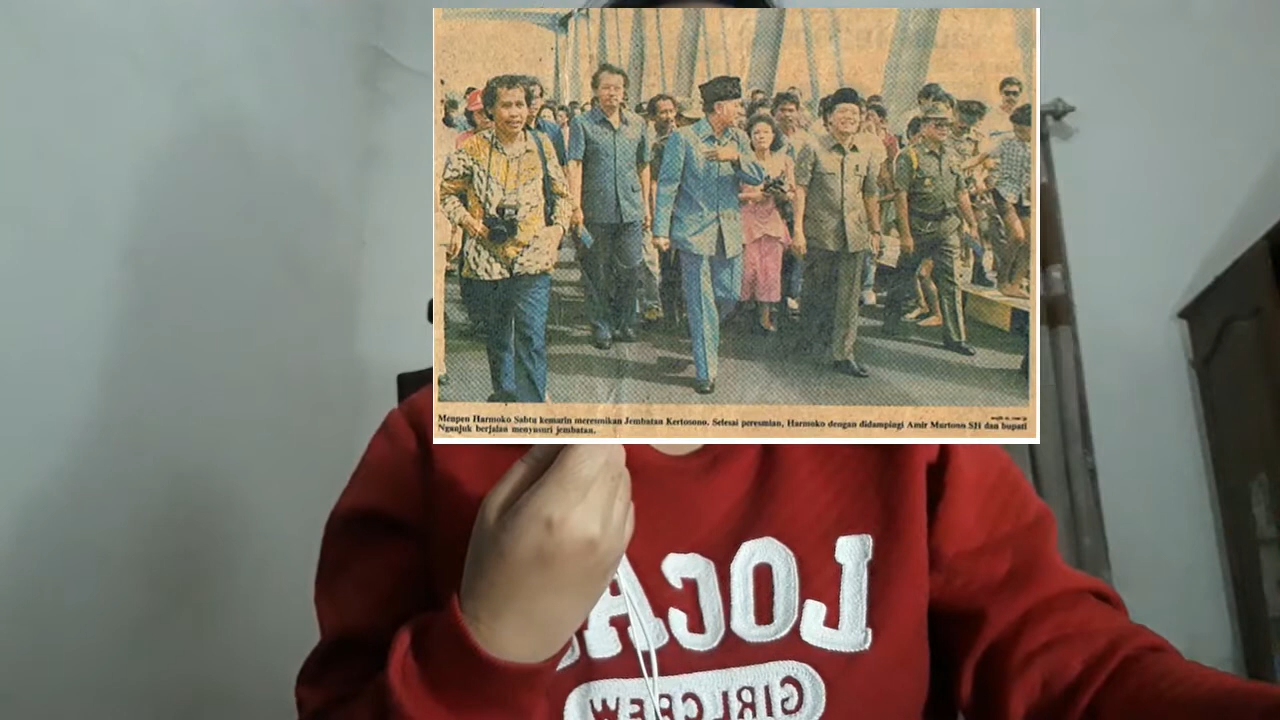 Menpen Harmoko Sabtu kemarin meresmikan Jembatan Kertosono. Selesai peresmian, Harmoko dengan didampingi Amir Murtono SH dan bupati
Nganjuk berjalan menyusuri jembatan.
LOCAL
GIRLCREW